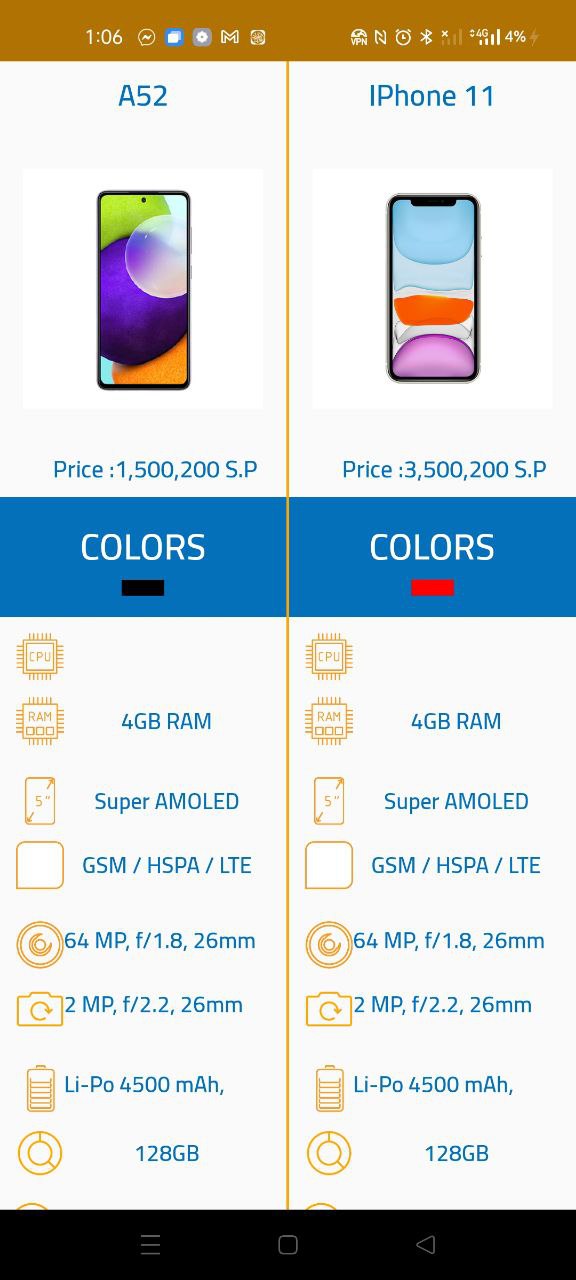 1:06
VPN
4G
4%
A52
IPhone 11
Price :1,500,200 S.P
Price :3,500,200 S.P
COLORS
COLORS
CPU
CPU
RAM
4GB RAM
RAM
4GB RAM
5"
Super AMOLED
5"
Super AMOLED
GSM / HSPA / LTE
GSM / HSPA / LTE
64 MP, f/1.8, 26mm
64 MP, f/1.8, 26mm
2 MP, f/2.2, 26mm
2 MP, f/2.2, 26mm
Li-Po 4500 mAh,
Li-Po 4500 mAh,
128GB
128GB